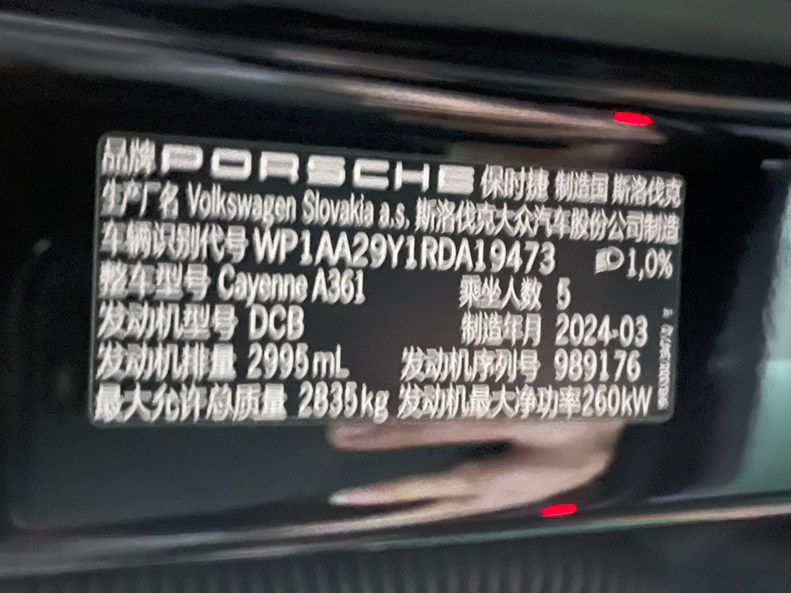 品牌 PORSCHE 保时捷 制造国 斯洛伐克
生产厂名 Volkswagen Slovakia a.s. 斯洛伐克大众汽车股份公司制造
车辆识别代号 WP1AA29Y1RDA19473 1,0%
整车型号 Cayenne A361 乘坐人数 5
发动机型号 DCB 制造年月 2024-03
发动机排量 2995mL 发动机序列号 989176
最大允许总质量 2835kg 发动机最大净功率260kW